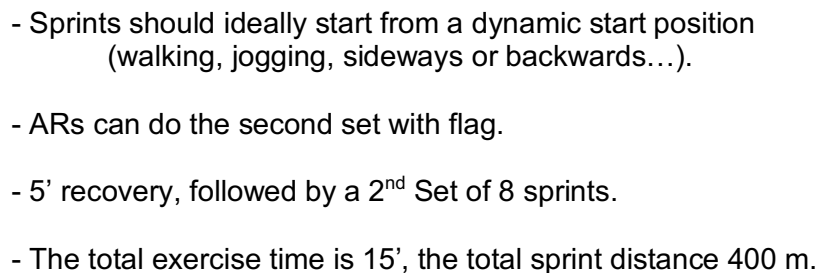 - Sprints should ideally start from a dynamic start position
(walking, jogging, sideways or backwards…).
- ARs can do the second set with flag.
- 5’ recovery, followed by a 2nd Set of 8 sprints.
- The total exercise time is 15’, the total sprint distance 400 m.